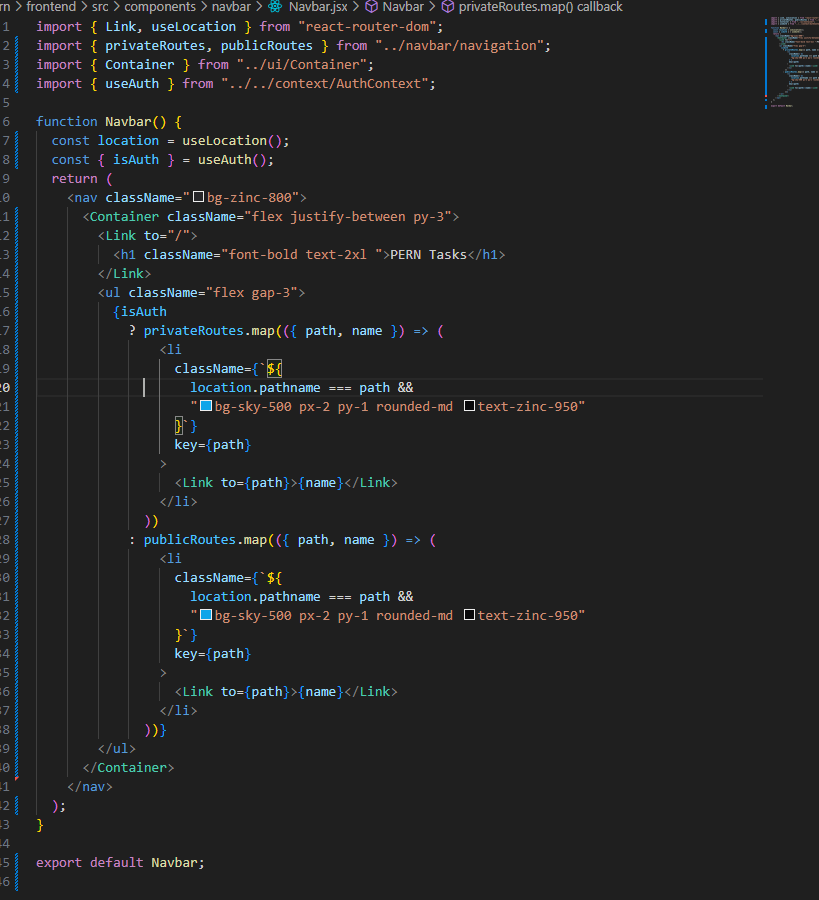 rn > frontend > src > components > navbar > Navbar.jsx > Navbar > privateRoutes.map() callback
1 import { Link, useLocation } from "react-router-dom";
2 import { privateRoutes, publicRoutes } from "../navbar/navigation";
3 import { Container } from "../ui/Container";
4 import { useAuth } from "../../context/AuthContext";
5
6 function Navbar() {
7 const location = useLocation();
8 const { isAuth } = useAuth();
9 return (
10 <nav className="bg-zinc-800">
11 <Container className="flex justify-between py-3">
12 <Link to="/">
13 <h1 className="font-bold text-2xl ">PERN Tasks</h1>
14 </Link>
15 <ul className="flex gap-3">
16 {isAuth
17 ? privateRoutes.map(({ path, name }) => (
18 <li
19 className={`${
20 location.pathname === path &&
21 "bg-sky-500 px-2 py-1 rounded-md text-zinc-950"
22 }`}
23 key={path}
24 >
25 <Link to={path}>{name}</Link>
26 </li>
27 ))
28 : publicRoutes.map(({ path, name }) => (
29 <li
30 className={`${
31 location.pathname === path &&
32 "bg-sky-500 px-2 py-1 rounded-md text-zinc-950"
33 }`}
34 key={path}
35 >
36 <Link to={path}>{name}</Link>
37 </li>
38 ))}
39 </ul>
40 </Container>
41 </nav>
42 );
43 }
44
45 export default Navbar;
46